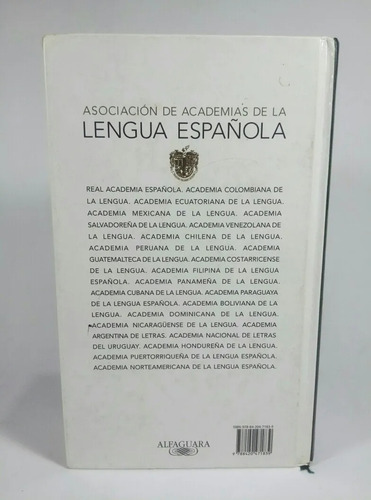 ASOCIACIÓN DE ACADEMIAS DE LA
LENGUA ESPAÑOLA
REAL ACADEMIA ESPAÑOLA. ACADEMIA COLOMBIANA DE
LA LENGUA. ACADEMIA ECUATORIANA DE LA LENGUA.
ACADEMIA MEXICANA DE LA LENGUA. ACADEMIA
SALVADOREÑA DE LA LENGUA. ACADEMIA VENEZOLANA DE
LA LENGUA. ACADEMIA CHILENA DE LA LENGUA.
ACADEMIA PERUANA DE LA LENGUA. ACADEMIA
GUATEMALTECA DE LA LENGUA. ACADEMIA COSTARRICENSE
DE LA LENGUA. ACADEMIA FILIPINA DE LA LENGUA
ESPAÑOLA. ACADEMIA PANAMEÑA DE LA LENGUA.
ACADEMIA CUBANA DE LA LENGUA. ACADEMIA PARAGUAYA
DE LA LENGUA ESPAÑOLA. ACADEMIA BOLIVIANA DE LA
LENGUA. ACADEMIA DOMINICANA DE LA LENGUA.
ACADEMIA NICARAGÜENSE DE LA LENGUA. ACADEMIA
ARGENTINA DE LETRAS. ACADEMIA NACIONAL DE LETRAS
DEL URUGUAY. ACADEMIA HONDUREÑA DE LA LENGUA.
ACADEMIA PUERTORRIQUEÑA DE LA LENGUA ESPAÑOLA.
ACADEMIA NORTEAMERICANA DE LA LENGUA ESPAÑOLA.
ALFAGUARA